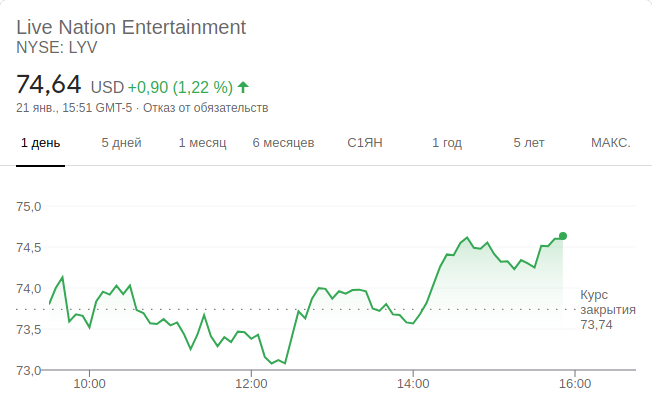 Live Nation Entertainment
NYSE: LYV
74,64 USD +0,90 (1,22 %)
21 янв., 15:51 GMT-5 · Отказ от обязательств
1 день 5 дней 1 месяц 6 месяцев С1ЯН 1 год 5 лет МАКС.
75,0
74,5
74,0
Курс
закрытия
73,74
73,5
73,0
10:00 12:00 14:00 16:00